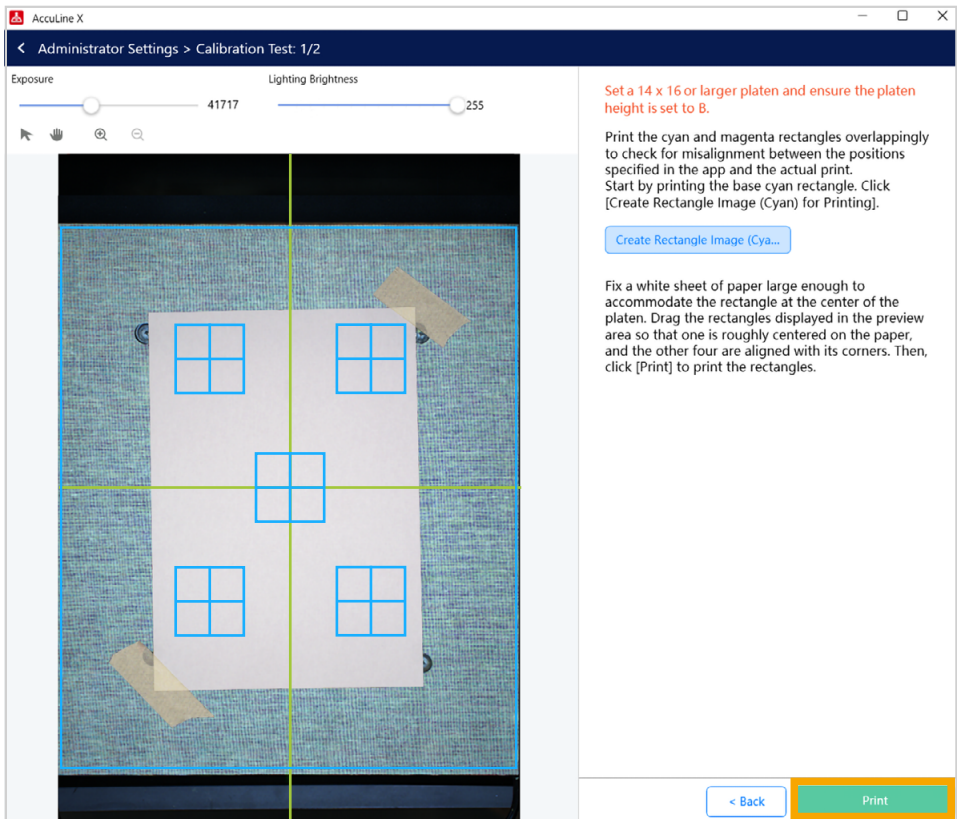 AccuLine X
Administrator Settings > Calibration Test: 1/2
Exposure
41717
Lighting Brightness
255
Set a 14 x 16 or larger platen and ensure the platen
height is set to B.
Print the cyan and magenta rectangles overlappingly
to check for misalignment between the positions
specified in the app and the actual print.
Start by printing the base cyan rectangle. Click
[Create Rectangle Image (Cyan) for Printing].
Create Rectangle Image (Cya...
Fix a white sheet of paper large enough to
accommodate the rectangle at the center of the
platen. Drag the rectangles displayed in the preview
area so that one is roughly centered on the paper,
and the other four are aligned with its corners. Then,
click [Print] to print the rectangles.
< Back
Print